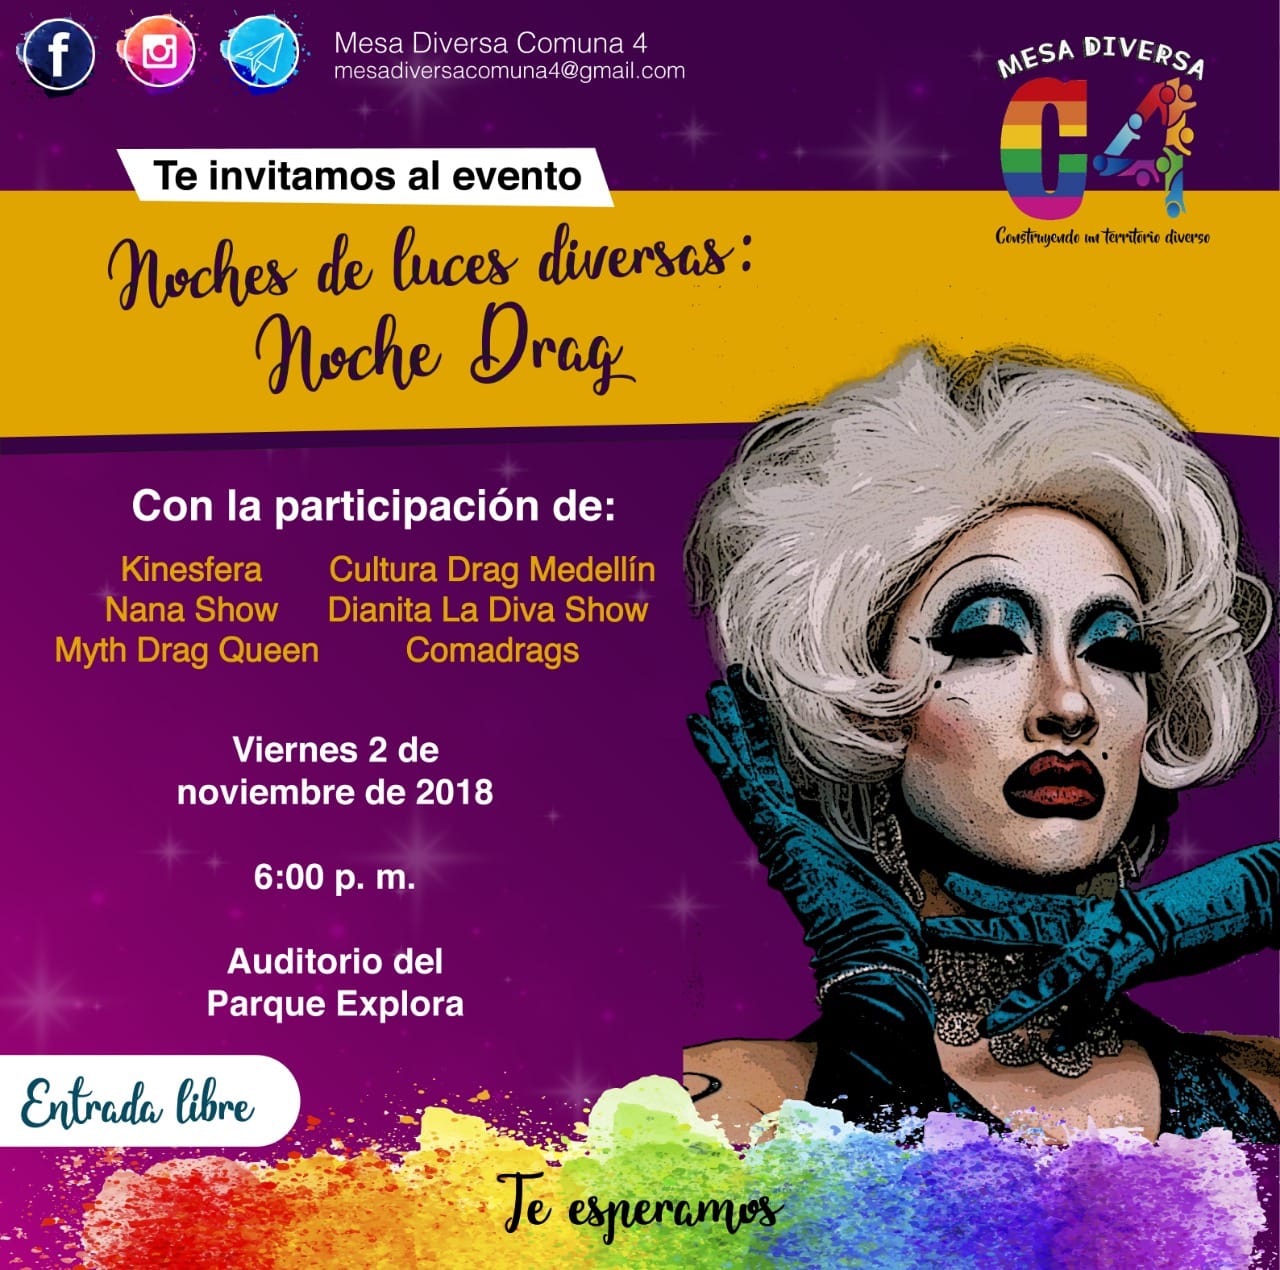 Mesa Diversa Comuna 4
mesadiversacomuna4@gmail.com
MESA DIVERSA
C4
Construyendo un territorio diverso
Te invitamos al evento
Noches de luces diversas:
Noche Drag
Con la participación de:
Kinesfera
Nana Show
Myth Drag Queen
Cultura Drag Medellín
Dianita La Diva Show
Comadrags
Viernes 2 de
noviembre de 2018
6:00 p. m.
Auditorio del
Parque Explora
Entrada libre
Te esperamos